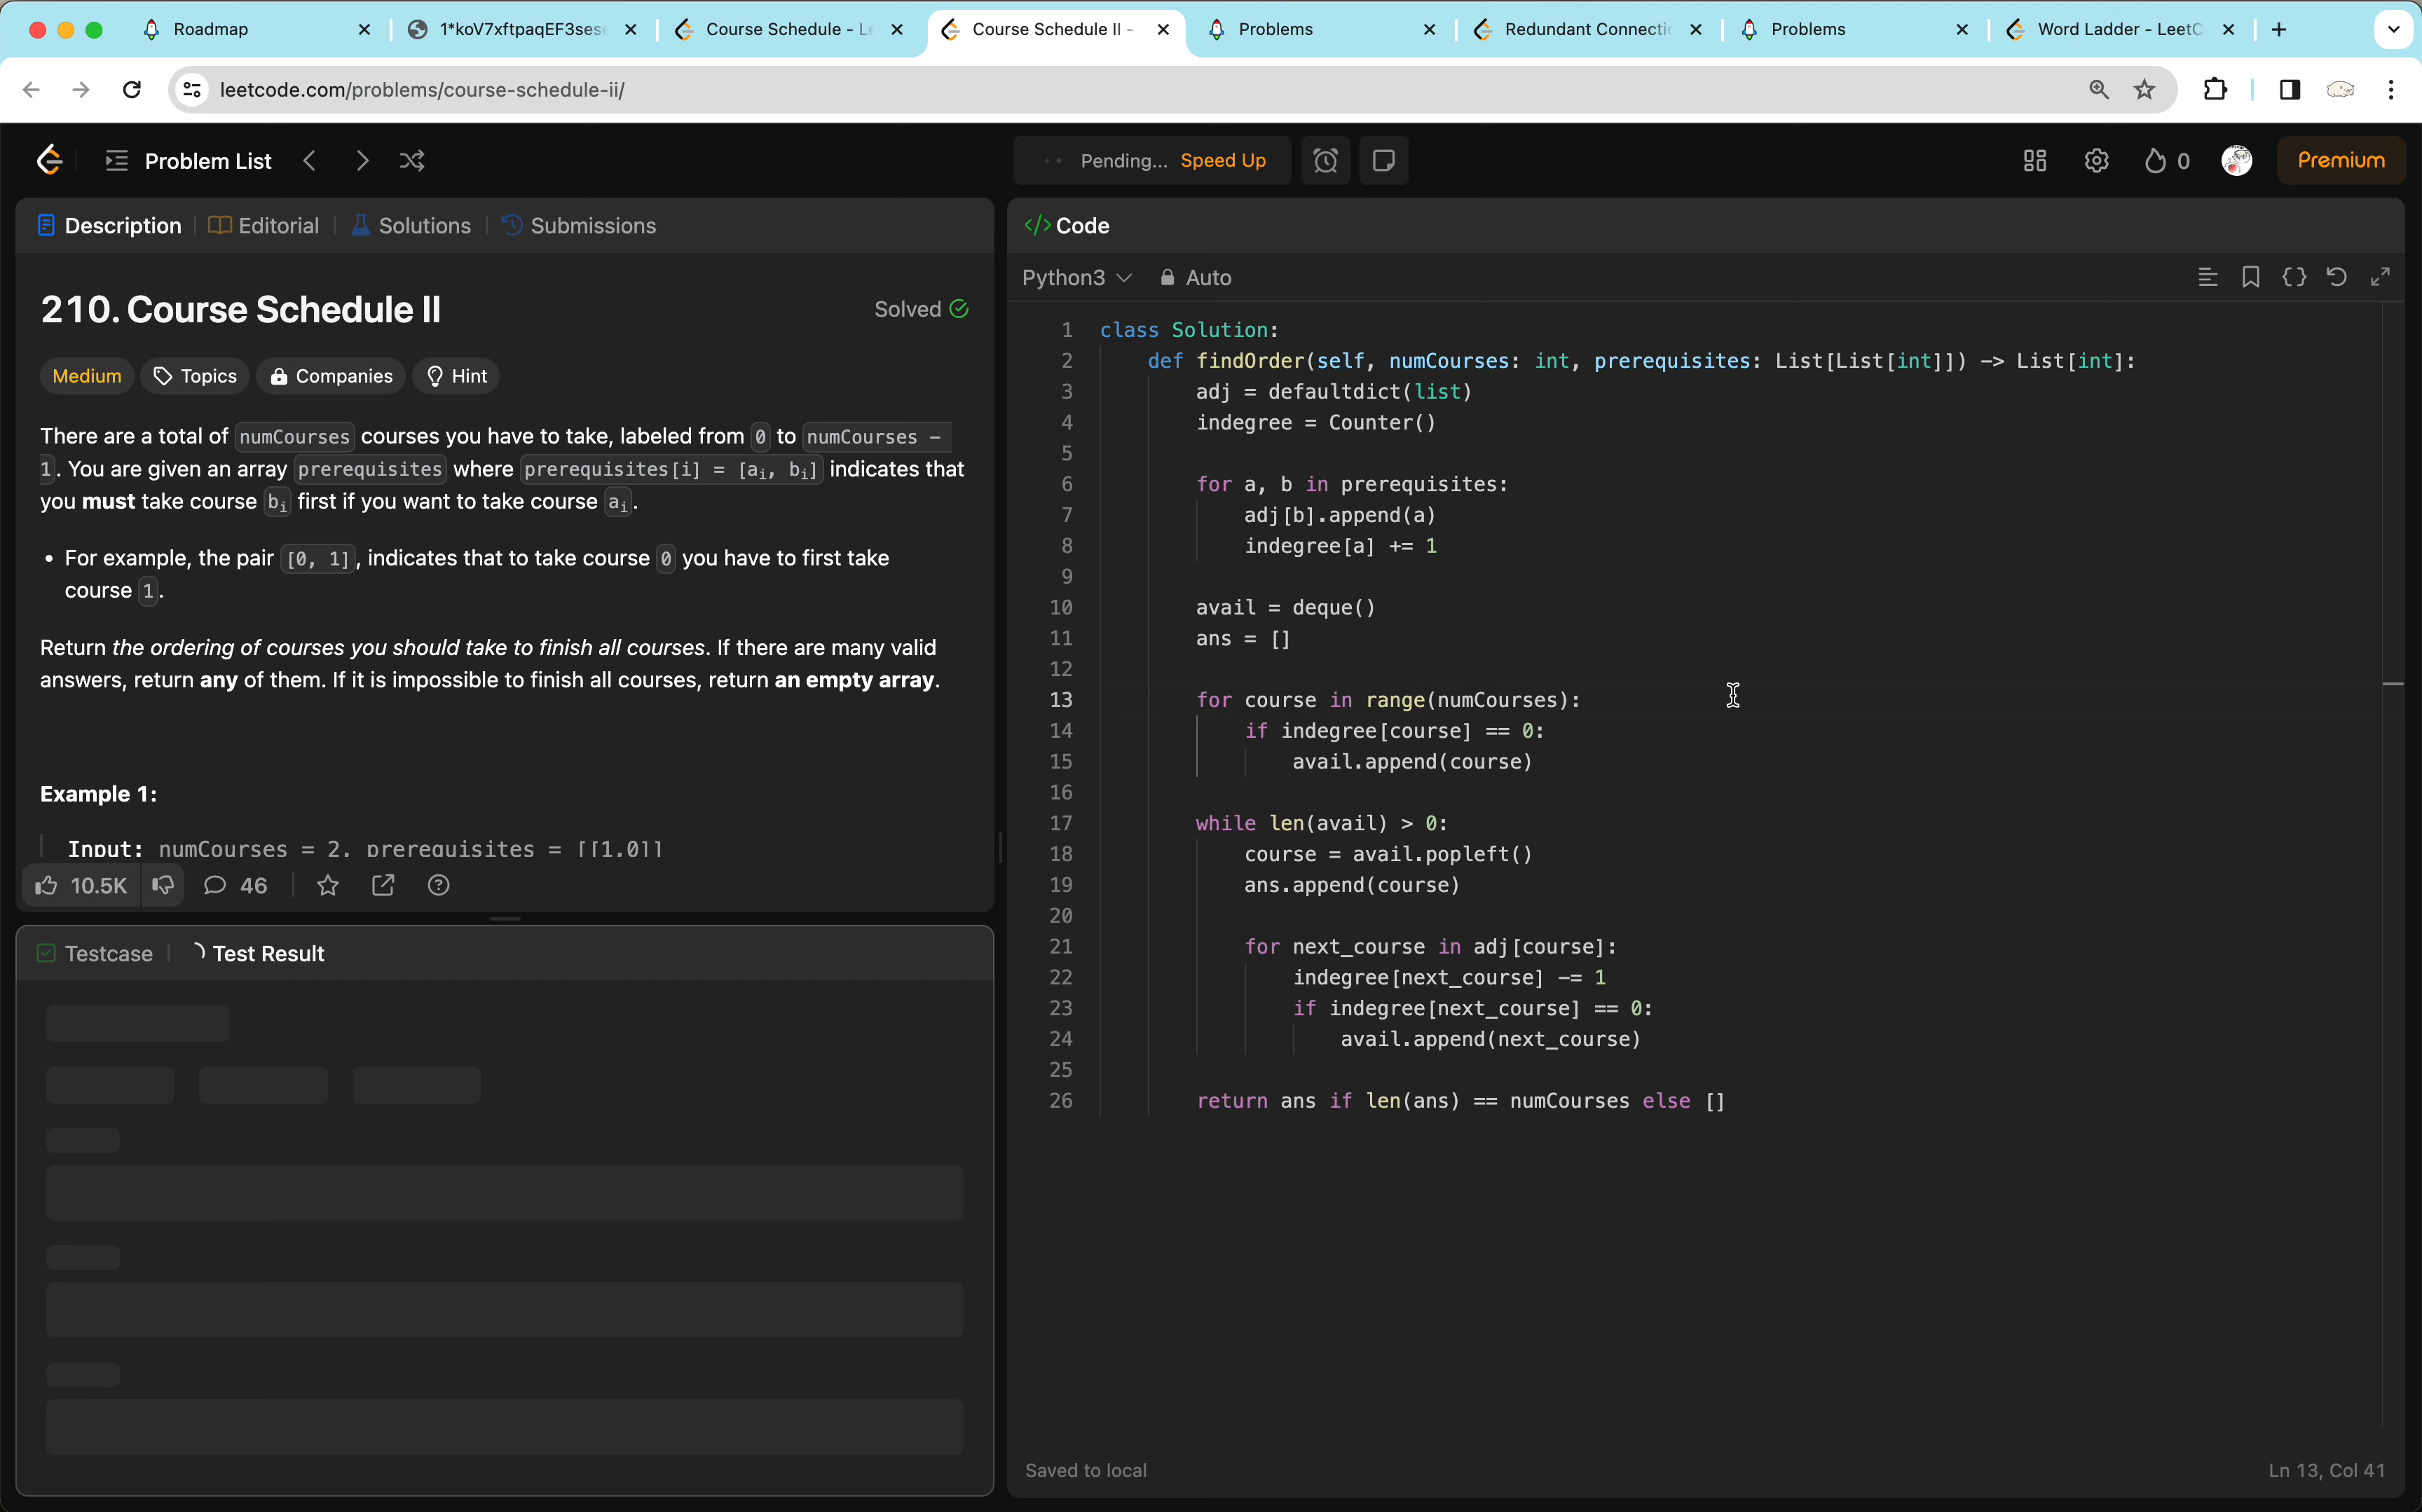 Roadmap
1*koV7xftpaqEF3sese
Course Schedule - Le
Course Schedule II -
Problems
Redundant Connectio
Problems
Word Ladder - LeetC
leetcode.com/problems/course-schedule-ii/
Problem List
Pending... Speed Up
0
Premium
Description
Editorial
Solutions
Submissions
210. Course Schedule II
Solved
Medium
Topics
Companies
Hint
There are a total of numCourses courses you have to take, labeled from 0 to numCourses -
1. You are given an array prerequisites where prerequisites[i] = [ai, bi] indicates that
you must take course bi first if you want to take course ai.
• For example, the pair [0, 1], indicates that to take course 0 you have to first take
course 1.
Return the ordering of courses you should take to finish all courses. If there are many valid
answers, return any of them. If it is impossible to finish all courses, return an empty array.
Example 1:
Input: numCourses = 2, prerequisites = [[1,0]]
10.5K
46
Testcase
Test Result
Code
Python3
Auto
1 class Solution:
2     def findOrder(self, numCourses: int, prerequisites: List[List[int]]) -> List[int]:
3         adj = defaultdict(list)
4         indegree = Counter()
5
6         for a, b in prerequisites:
7             adj[b].append(a)
8             indegree[a] += 1
9
10         avail = deque()
11         ans = []
12
13         for course in range(numCourses):
14             if indegree[course] == 0:
15                 avail.append(course)
16
17         while len(avail) > 0:
18             course = avail.popleft()
19             ans.append(course)
20
21             for next_course in adj[course]:
22                 indegree[next_course] -= 1
23                 if indegree[next_course] == 0:
24                     avail.append(next_course)
25
26         return ans if len(ans) == numCourses else []
Saved to local
Ln 13, Col 41